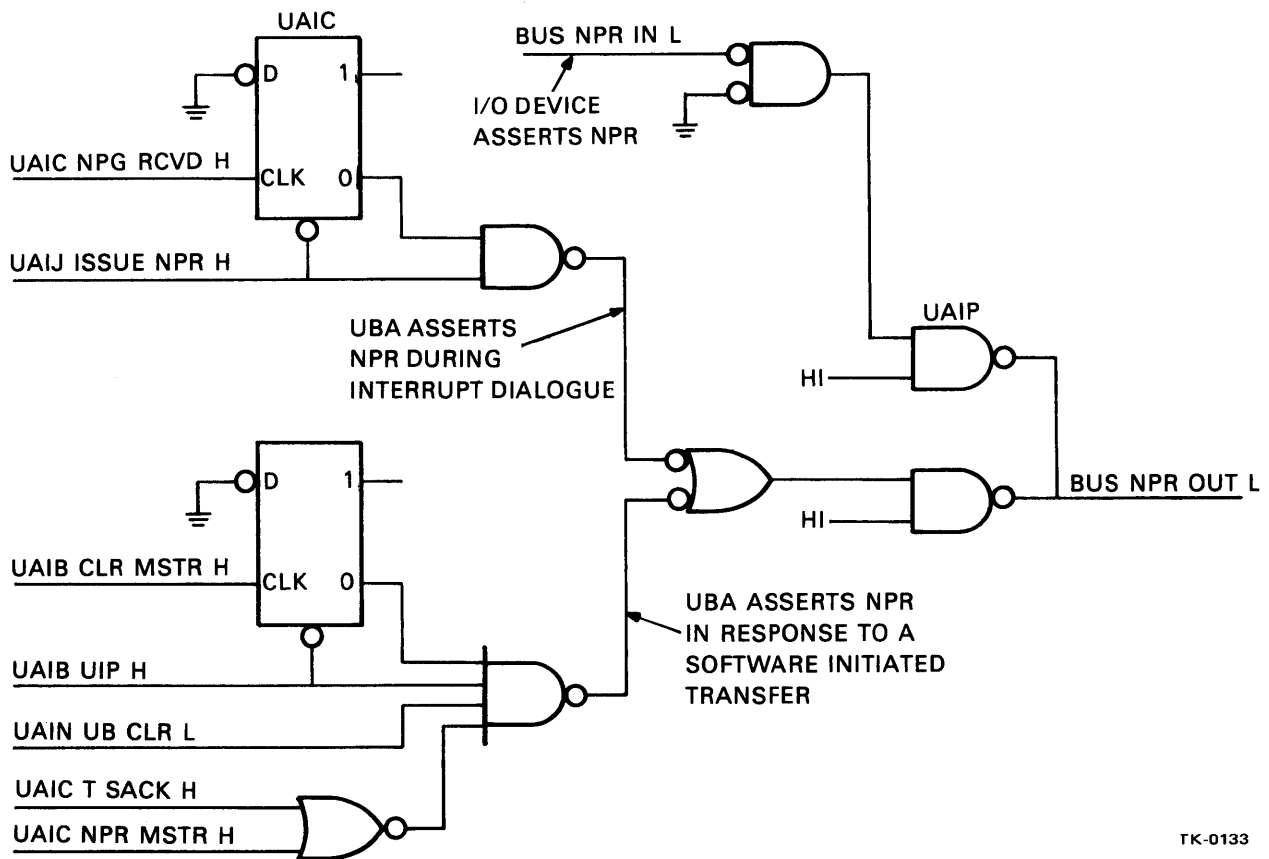 UAIC
D 1
UAIC NPG RCVD H
CLK 0
UAIJ ISSUE NPR H
BUS NPR IN L
I/O DEVICE
ASSERTS NPR
UBA ASSERTS
NPR DURING
INTERRUPT DIALOGUE
UAIP
HI
HI
BUS NPR OUT L
D 1
UAIB CLR MSTR H
CLK 0
UAIB UIP H
UAIN UB CLR L
UAIC T SACK H
UAIC NPR MSTR H
UBA ASSERTS NPR
IN RESPONSE TO A
SOFTWARE INITIATED
TRANSFER
TK-0133